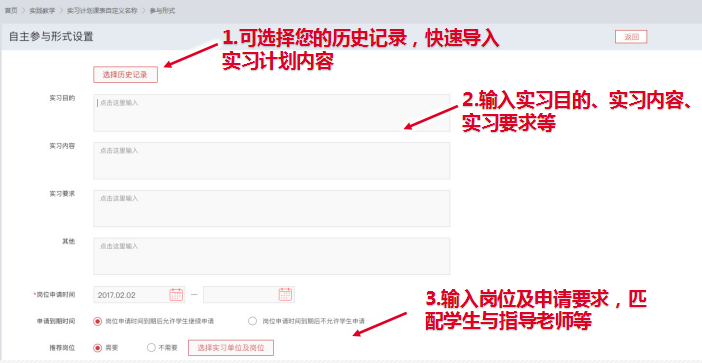 首页 > 实践教学 > 实习计划课表自定义名称 > 参与形式
自主参与形式设置
返回
1.可选择您的历史记录，快速导入
实习计划内容
选择历史记录
实习目的
点击这里输入
2.输入实习目的、实习内容、
实习要求等
实习内容
点击这里输入
实习要求
点击这里输入
其他
点击这里输入
*岗位申请时间
2017.02.02 —
3.输入岗位及申请要求，匹
配学生与指导老师等
申请到期时间
岗位申请时间到期后允许学生继续申请
岗位申请时间到期后不允许学生申请
推荐岗位
需要
不需要
选择实习单位及岗位